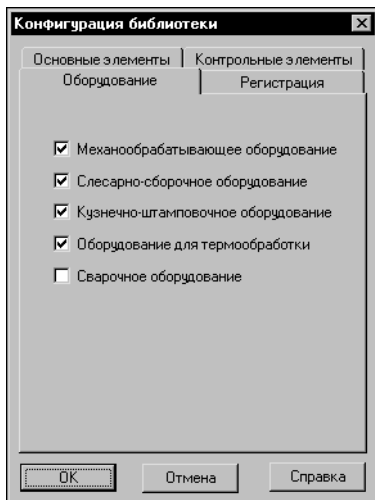 Конфигурация библиотеки
Основные элементы Контрольные элементы
Оборудование Регистрация
Механообрабатывающее оборудование
Слесарно-сборочное оборудование
Кузнечно-штамповочное оборудование
Оборудование для термообработки
Сварочное оборудование
OK Отмена Справка